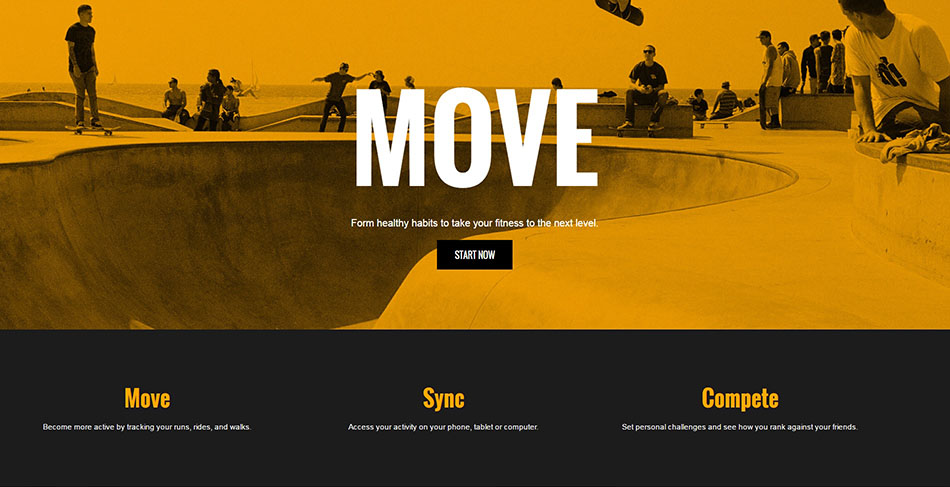 MOVE
Form healthy habits to take your fitness to the next level.
START NOW
Move
Sync
Compete
Become more active by tracking your runs, rides, and walks.
Access your activity on your phone, tablet or computer.
Set personal challenges and see how you rank against your friends.